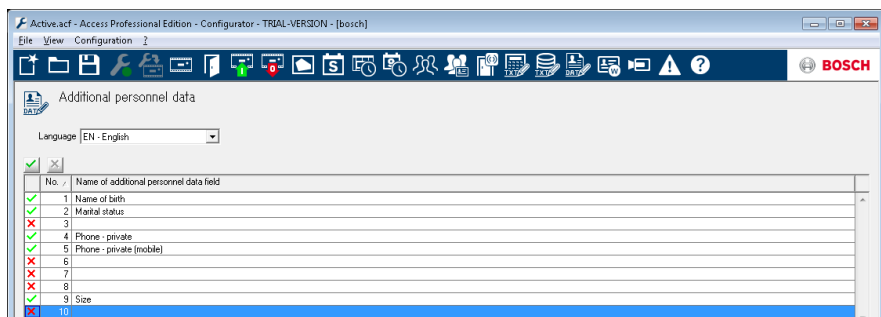 Active.acf - Access Professional Edition - Configurator - TRIAL-VERSION - [bosch]
File View Configuration ?
BOSCH
Additional personnel data
Language EN - English
No. Name of additional personnel data field
1 Name of birth
2 Marital status
3
4 Phone - private
5 Phone - private (mobile)
6
7
8
9 Size
10